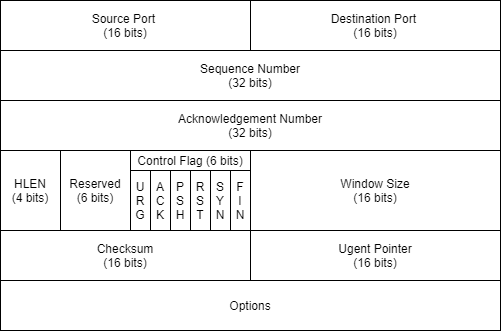 Source Port
(16 bits)
Destination Port
(16 bits)
Sequence Number
(32 bits)
Acknowledgement Number
(32 bits)
HLEN
(4 bits)
Reserved
(6 bits)
Control Flag (6 bits)
URG
ACK
PSH
RST
SYN
FIN
Window Size
(16 bits)
Checksum
(16 bits)
Ugent Pointer
(16 bits)
Options